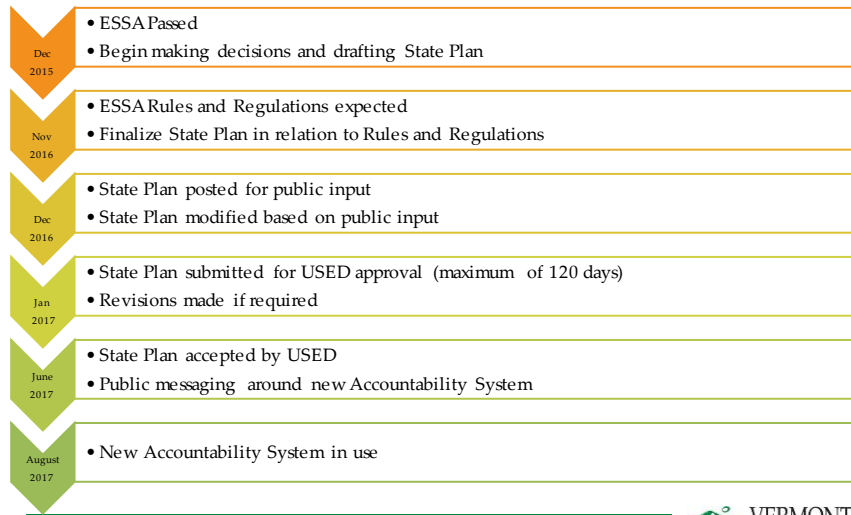 Dec
2015
• ESSA Passed
• Begin making decisions and drafting State Plan
Nov
2016
• ESSA Rules and Regulations expected
• Finalize State Plan in relation to Rules and Regulations
Dec
2016
• State Plan posted for public input
• State Plan modified based on public input
Jan
2017
• State Plan submitted for USED approval (maximum of 120 days)
• Revisions made if required
June
2017
• State Plan accepted by USED
• Public messaging around new Accountability System
August
2017
• New Accountability System in use
VERMONT